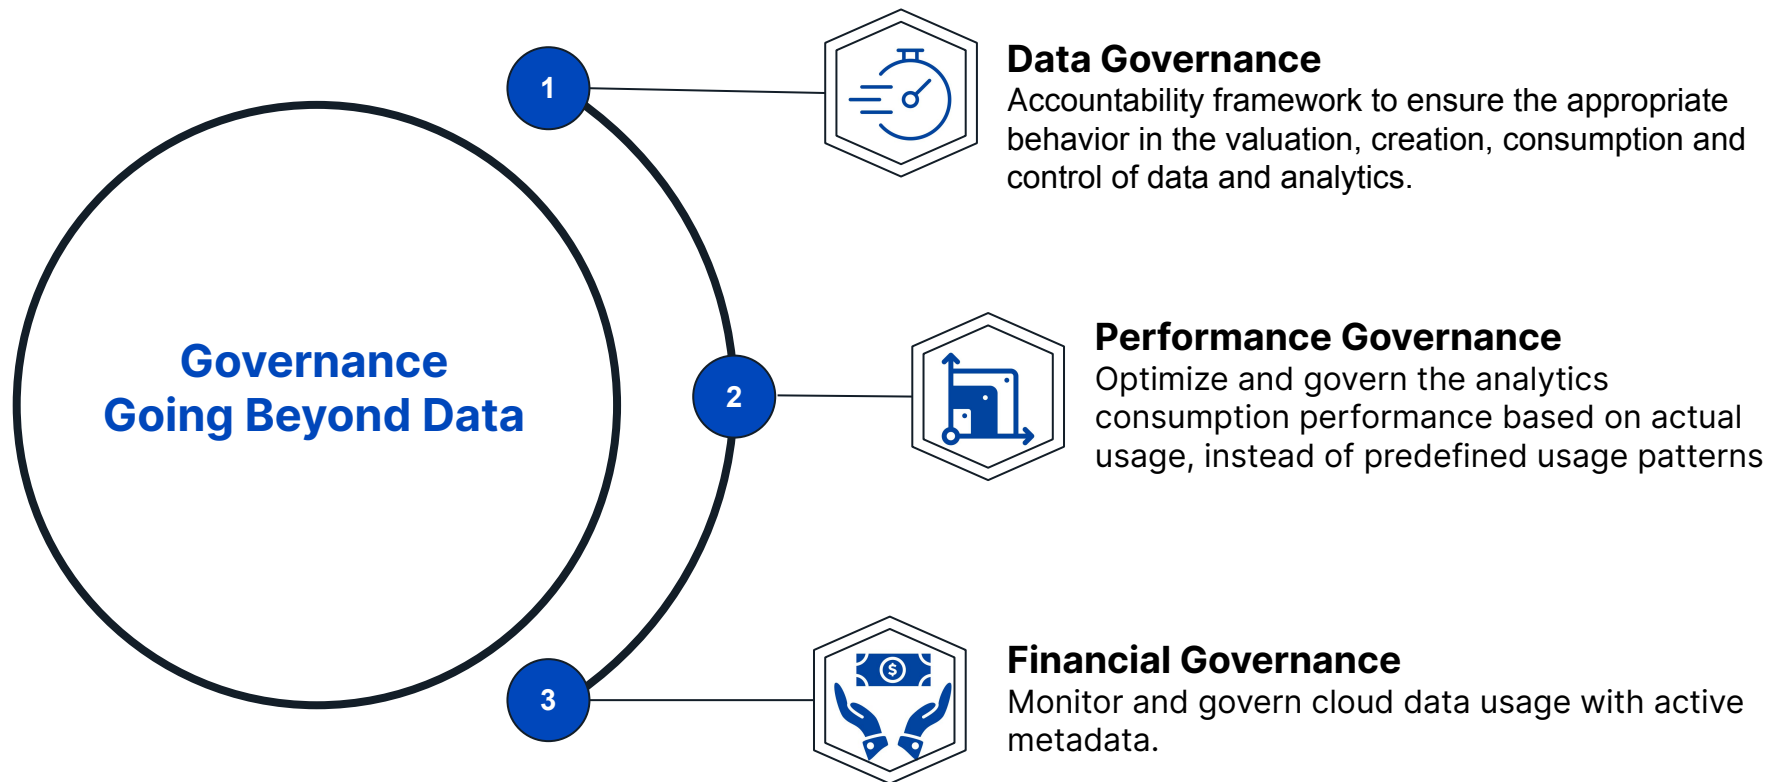 Governance
Going Beyond Data
1
Data Governance
Accountability framework to ensure the appropriate
behavior in the valuation, creation, consumption and
control of data and analytics.
2
Performance Governance
Optimize and govern the analytics
consumption performance based on actual
usage, instead of predefined usage patterns
3
$
Financial Governance
Monitor and govern cloud data usage with active
metadata.